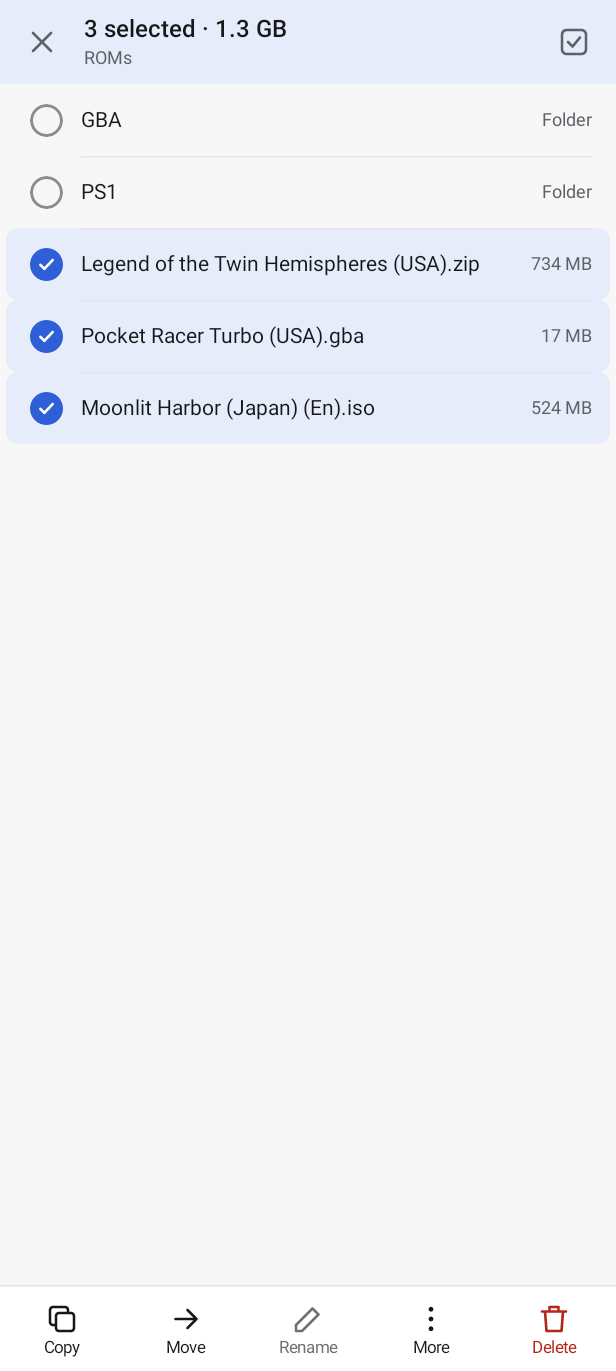 3 selected · 1.3 GB
ROMs
GBA Folder
PS1 Folder
Legend of the Twin Hemispheres (USA).zip 734 MB
Pocket Racer Turbo (USA).gba 17 MB
Moonlit Harbor (Japan) (En).iso 524 MB
Copy Move Rename More Delete